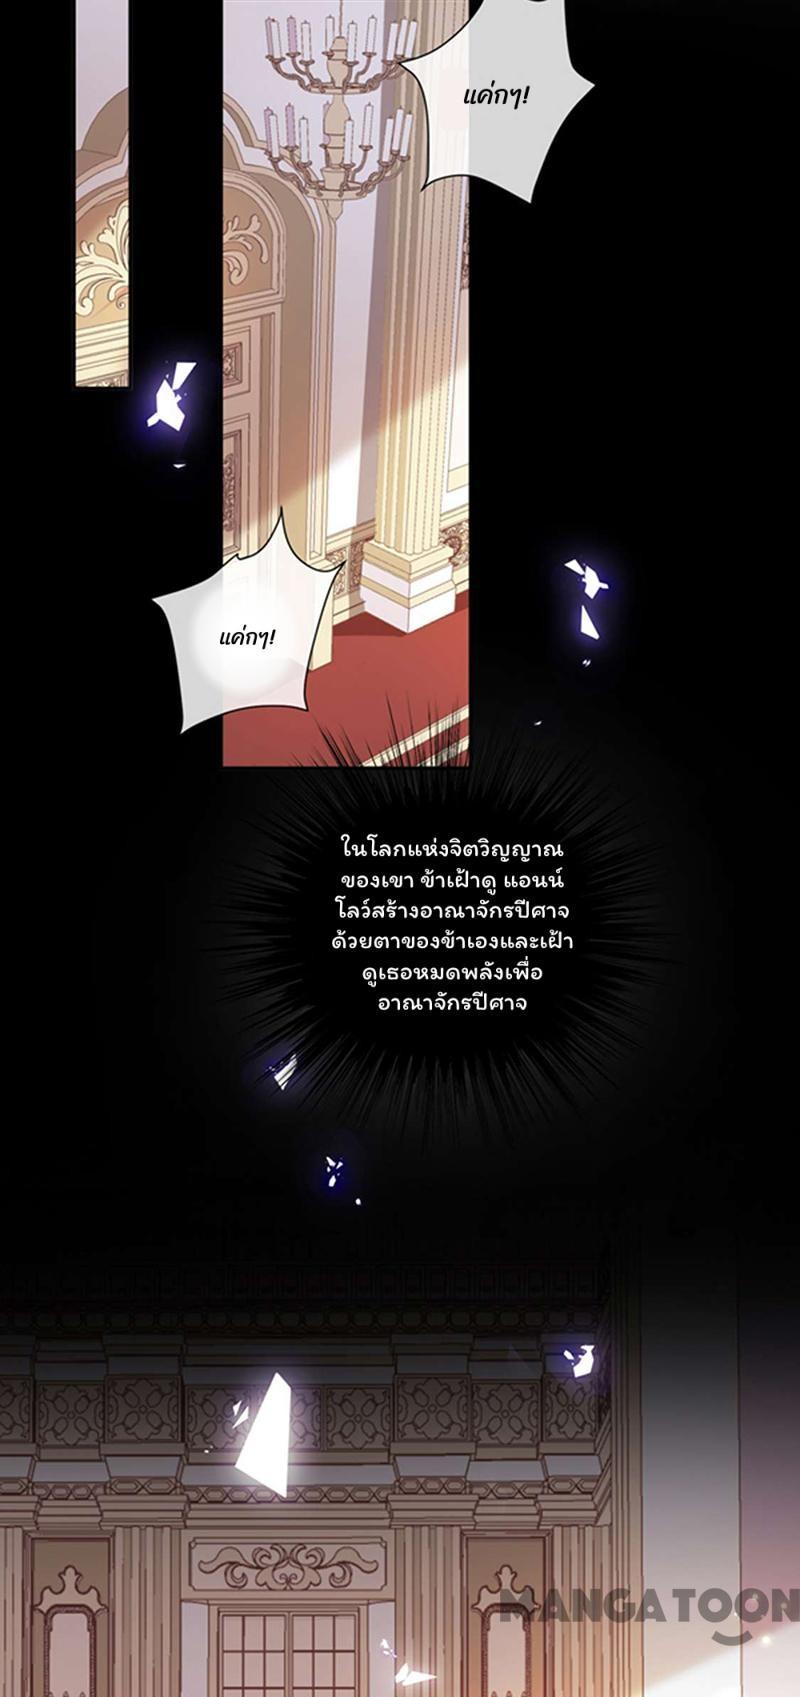 แค่กๆ!
แค่กๆ!
ในโลกแห่งจิตวิญญาณ
ของเขา ข้าเฝ้าดู แอนน์
โลว์สร้างอาณาจักรปีศาจ
ด้วยตาของข้าเองและเฝ้า
ดูเธอหมดพลังเพื่อ
อาณาจักรปีศาจ
MANGATOON